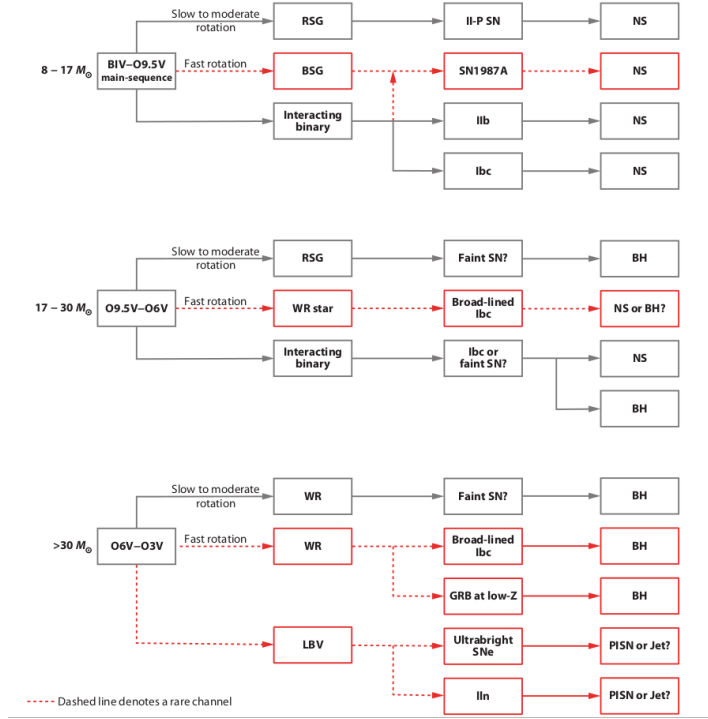 Slow to moderate
rotation
RSG
II-P SN
NS
8 – 17 M⊙
BIV–O9.5V
main-sequence
Fast rotation
BSG
SN1987A
NS
Interacting
binary
IIb
NS
Ibc
NS
Slow to moderate
rotation
RSG
Faint SN?
BH
17 – 30 M⊙
O9.5V–O6V
Fast rotation
WR star
Broad-lined
Ibc
NS or BH?
Interacting
binary
Ibc or
faint SN?
NS
BH
Slow to moderate
rotation
WR
Faint SN?
BH
>30 M⊙
O6V–O3V
Fast rotation
WR
Broad-lined
Ibc
BH
GRB at low-Z
BH
LBV
Ultrabright
SNe
PISN or Jet?
IIn
PISN or Jet?
Dashed line denotes a rare channel